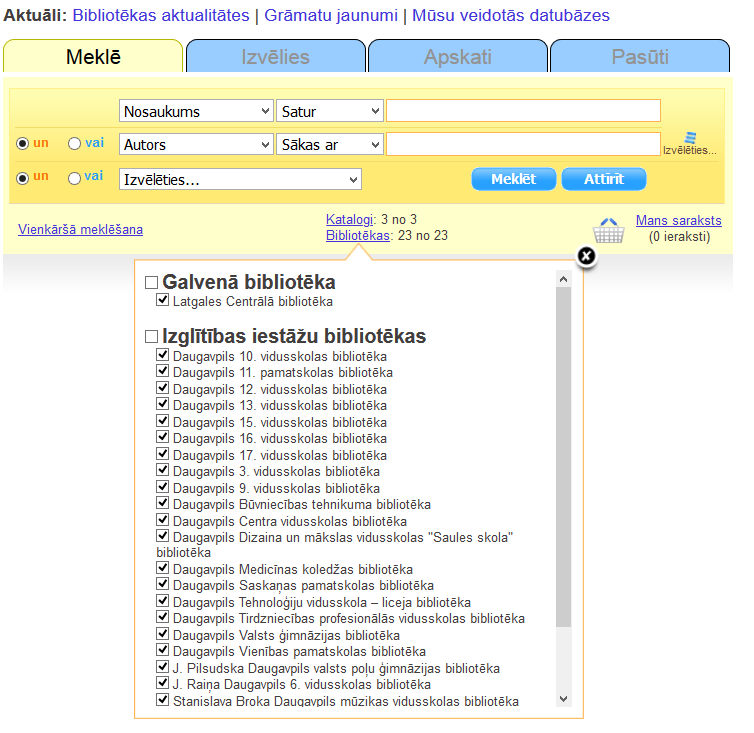 Aktuāli: Bibliotēkas aktualitātes | Grāmatu jaunumi | Mūsu veidotās datubāzes
Meklē Izvēlies Apskati Pasūti
Nosaukums Satur
un vai Autors Sākas ar Izvēlēties...
un vai Izvēlēties... Meklēt Attīrīt
Vienkāršā meklēšana
Katalogi: 3 no 3
Bibliotēkas: 23 no 23
Mans saraksts
(0 ieraksti)
Galvenā bibliotēka
Latgales Centrālā bibliotēka
Izglītības iestāžu bibliotēkas
Daugavpils 10. vidusskolas bibliotēka
Daugavpils 11. pamatskolas bibliotēka
Daugavpils 12. vidusskolas bibliotēka
Daugavpils 13. vidusskolas bibliotēka
Daugavpils 15. vidusskolas bibliotēka
Daugavpils 16. vidusskolas bibliotēka
Daugavpils 17. vidusskolas bibliotēka
Daugavpils 3. vidusskolas bibliotēka
Daugavpils 9. vidusskolas bibliotēka
Daugavpils Būvniecības tehnikuma bibliotēka
Daugavpils Centra vidusskolas bibliotēka
Daugavpils Dizaina un mākslas vidusskolas "Saules skola"
bibliotēka
Daugavpils Medicīnas koledžas bibliotēka
Daugavpils Saskaņas pamatskolas bibliotēka
Daugavpils Tehnoloģiju vidusskola – liceja bibliotēka
Daugavpils Tirdzniecības profesionālās vidusskolas bibliotēka
Daugavpils Valsts ģimnāzijas bibliotēka
Daugavpils Vienības pamatskolas bibliotēka
J. Pilsudska Daugavpils valsts poļu ģimnāzijas bibliotēka
J. Raiņa Daugavpils 6. vidusskolas bibliotēka
Staņislava Broka Daugavpils mūzikas vidusskolas bibliotēka